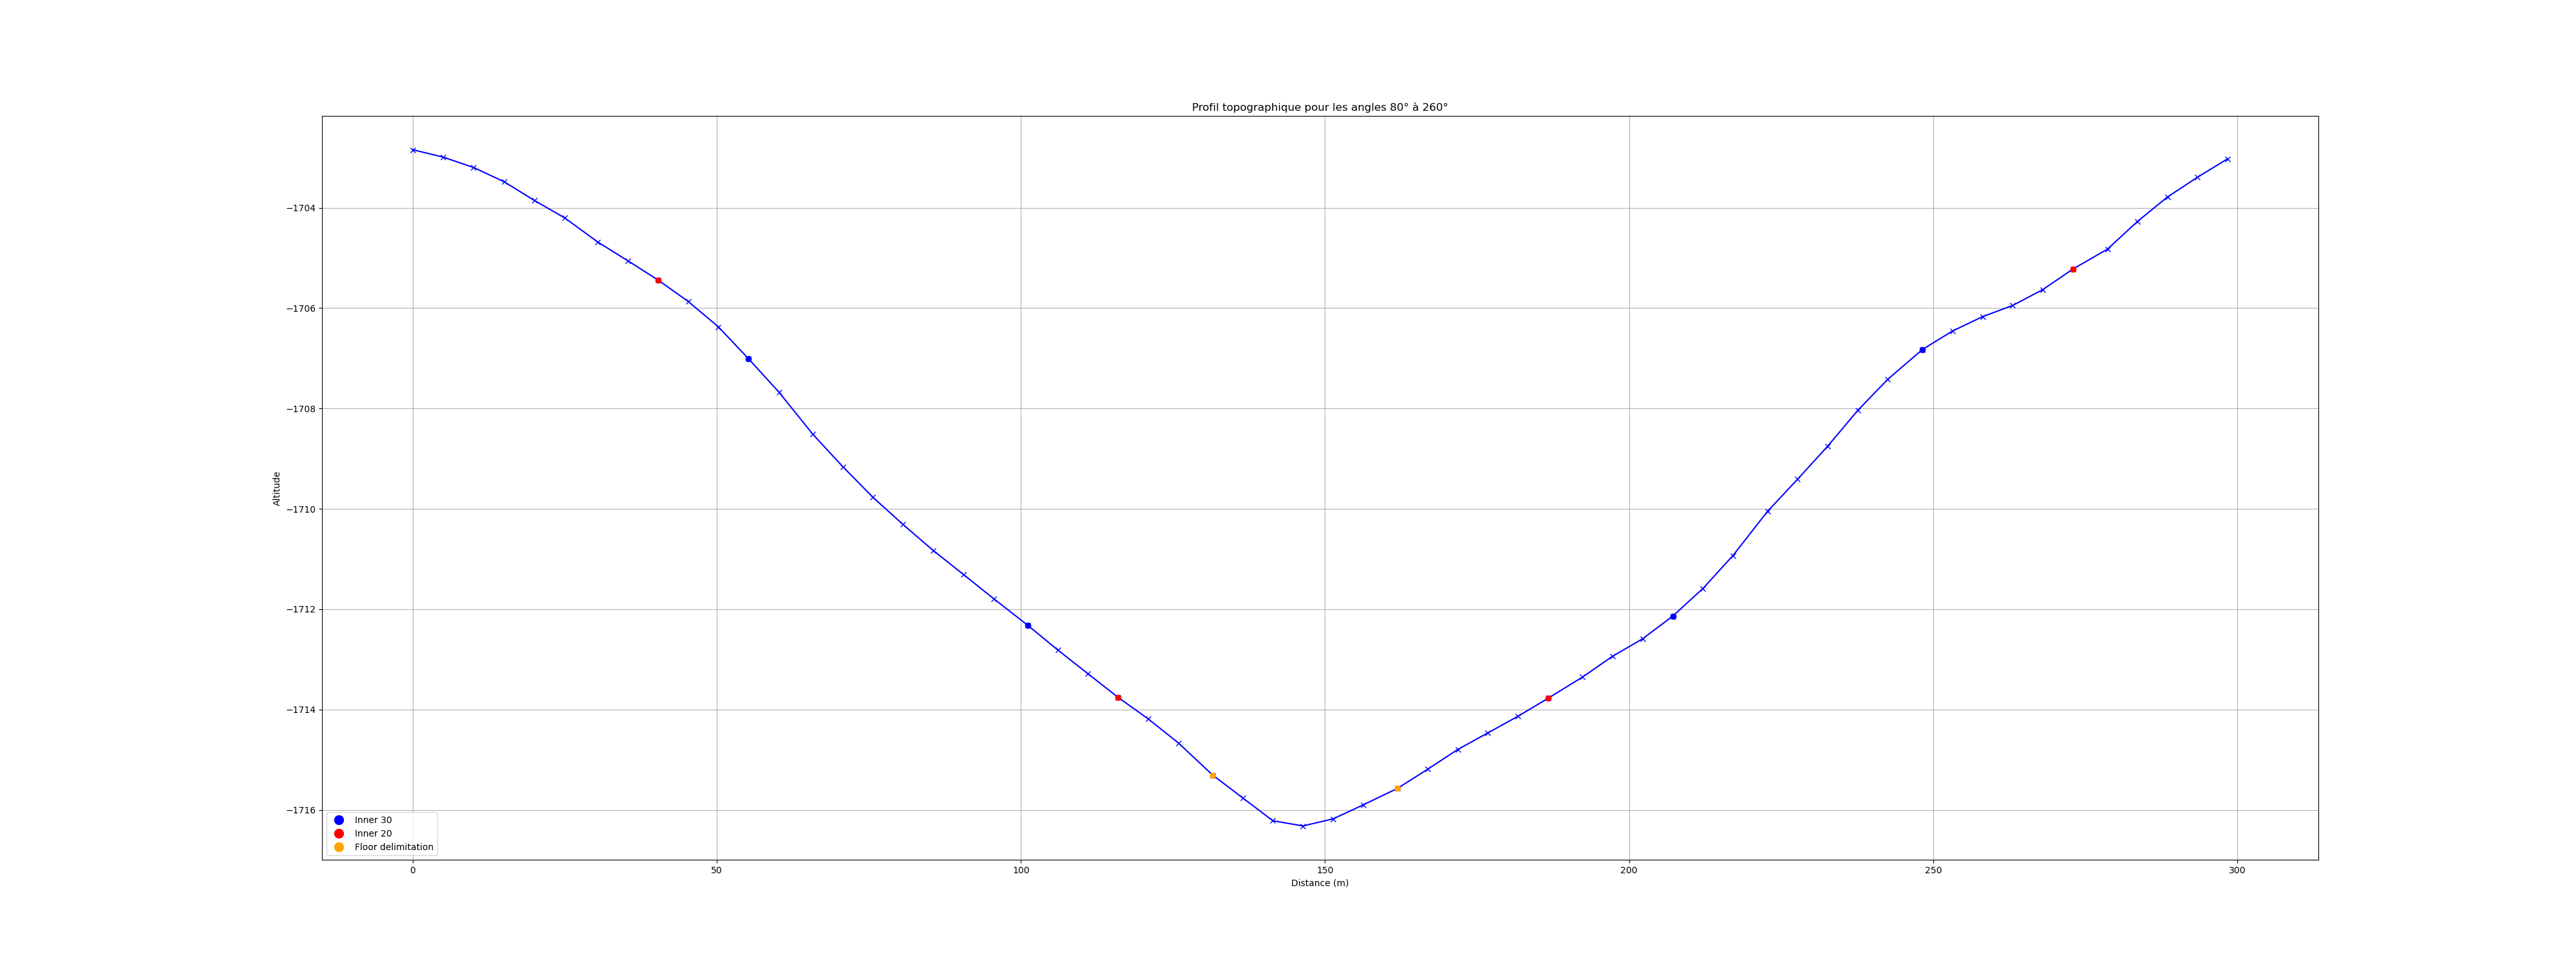 Profil topographique pour les angles 80° à 260°
Altitude
−1704
−1706
−1708
−1710
−1712
−1714
−1716
Inner 30
Inner 20
Floor delimitation
0 50 100 150 200 250 300
Distance (m)